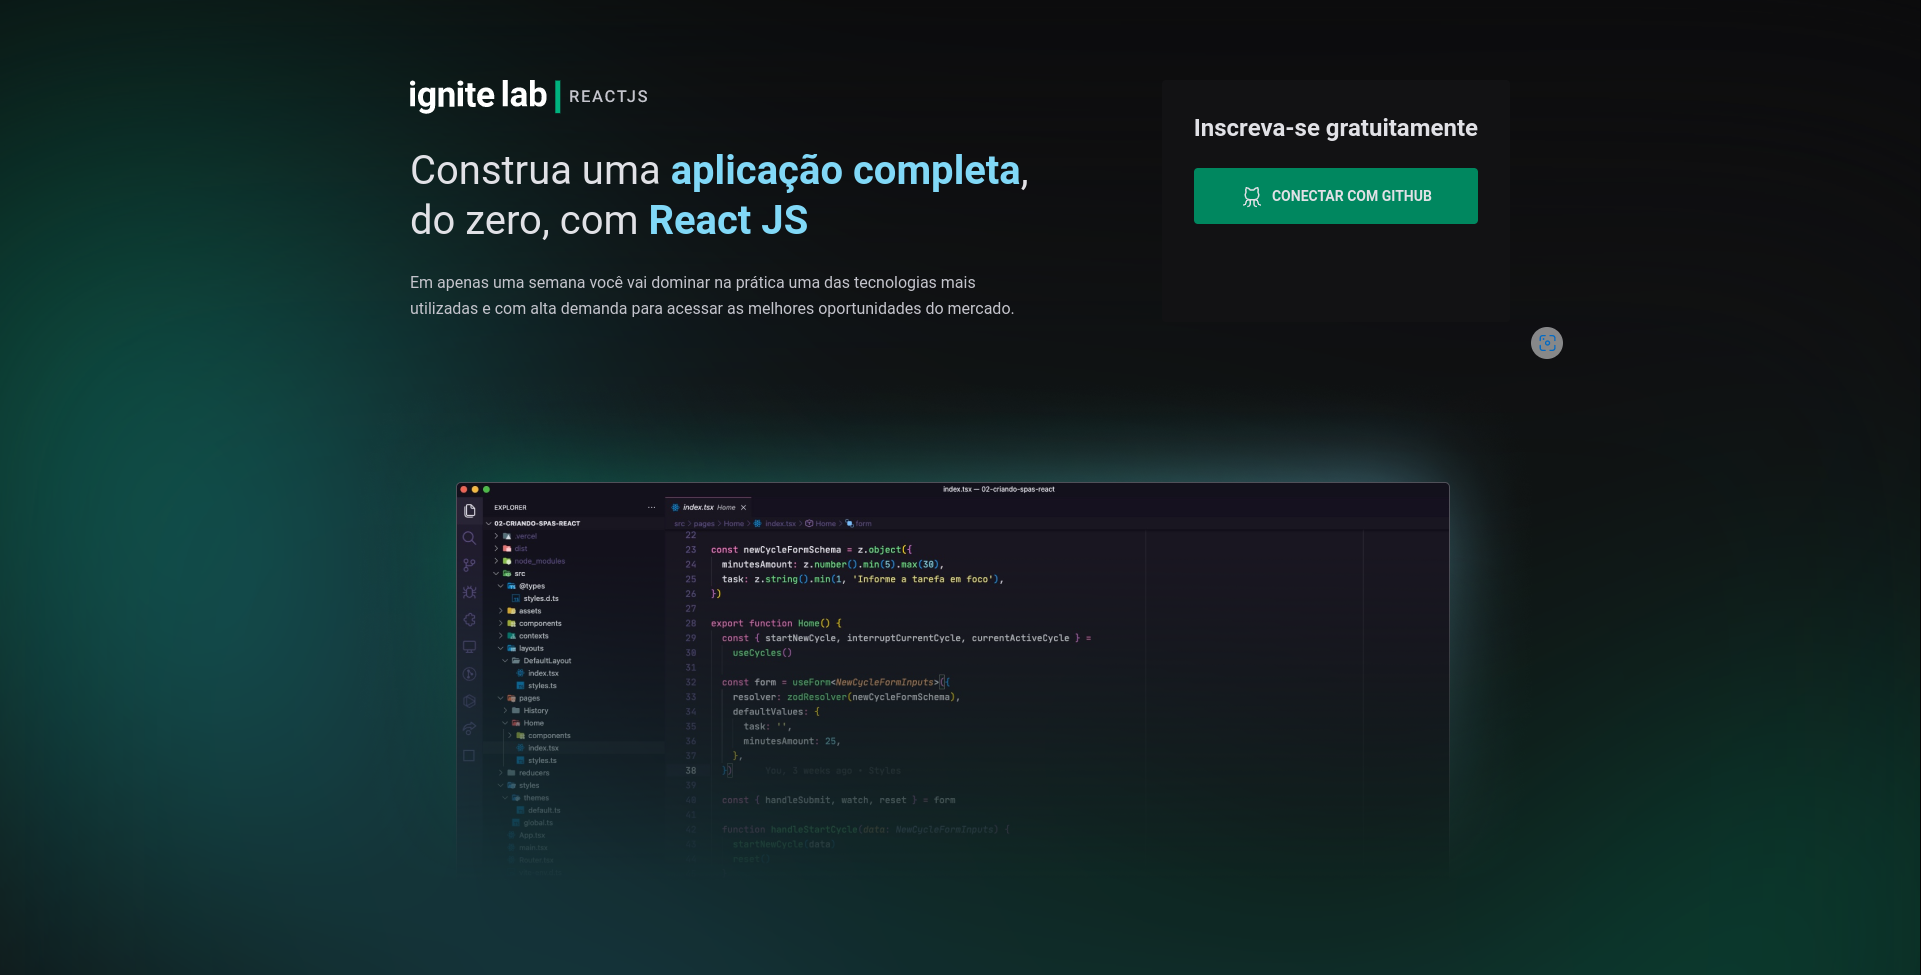 ignite lab | REACTJS
Construa uma aplicação completa,
do zero, com React JS
Em apenas uma semana você vai dominar na prática uma das tecnologias mais
utilizadas e com alta demanda para acessar as melhores oportunidades do mercado.
Inscreva-se gratuitamente
CONECTAR COM GITHUB
index.tsx — 02-criando-spas-react
EXPLORER ...
02-CRIANDO-SPAS-REACT
.vercel
dist
node_modules
src
@types
styles.d.ts
assets
components
contexts
layouts
DefaultLayout
index.tsx
styles.ts
pages
History
Home
components
index.tsx
styles.ts
reducers
styles
themes
default.ts
global.ts
App.tsx
main.tsx
Router.tsx
index.tsx Home ×
src > pages > Home > index.tsx > Home > form
22
23 const newCycleFormSchema = z.object({
24 minutesAmount: z.number().min(5).max(30),
25 task: z.string().min(1, 'Informe a tarefa em foco'),
26 })
27
28 export function Home() {
29 const { startNewCycle, interruptCurrentCycle, currentActiveCycle } =
30 useCycles()
31
32 const form = useForm<NewCycleFormInputs>({
33 resolver: zodResolver(newCycleFormSchema),
34 defaultValues: {
35 task: '',
36 minutesAmount: 25,
37 },
38 }) You, 3 weeks ago • Styles
39
40 const { handleSubmit, watch, reset } = form
41
42 function handleStartCycle(data: NewCycleFormInputs) {
43 startNewCycle(data)
44 reset()